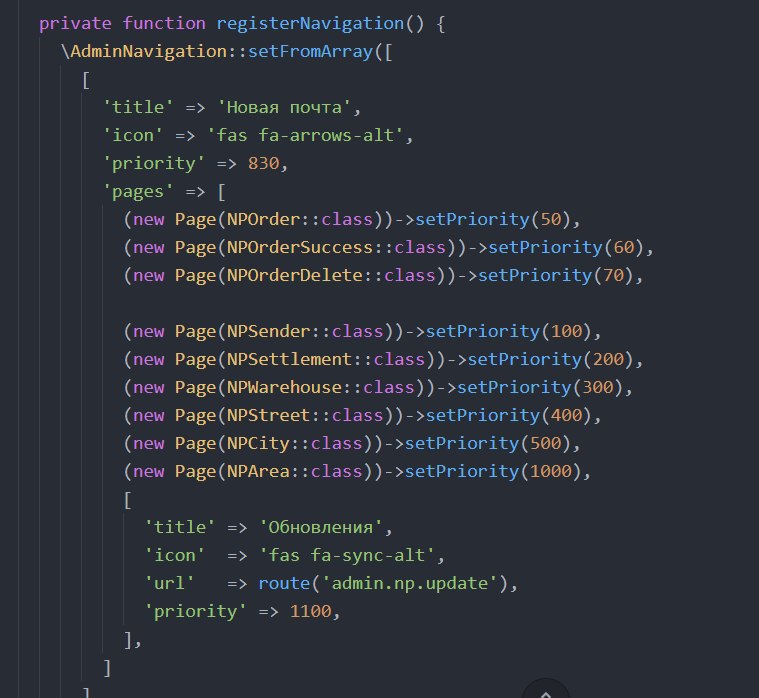 private function registerNavigation() {
\AdminNavigation::setFromArray([
[
'title' => 'Новая почта',
'icon' => 'fas fa-arrows-alt',
'priority' => 830,
'pages' => [
(new Page(NPOrder::class))->setPriority(50),
(new Page(NPOrderSuccess::class))->setPriority(60),
(new Page(NPOrderDelete::class))->setPriority(70),
(new Page(NPSender::class))->setPriority(100),
(new Page(NPSettlement::class))->setPriority(200),
(new Page(NPWarehouse::class))->setPriority(300),
(new Page(NPStreet::class))->setPriority(400),
(new Page(NPCity::class))->setPriority(500),
(new Page(NPArea::class))->setPriority(1000),
[
'title' => 'Обновления',
'icon'  => 'fas fa-sync-alt',
'url'   => route('admin.np.update'),
'priority' => 1100,
],
]
]